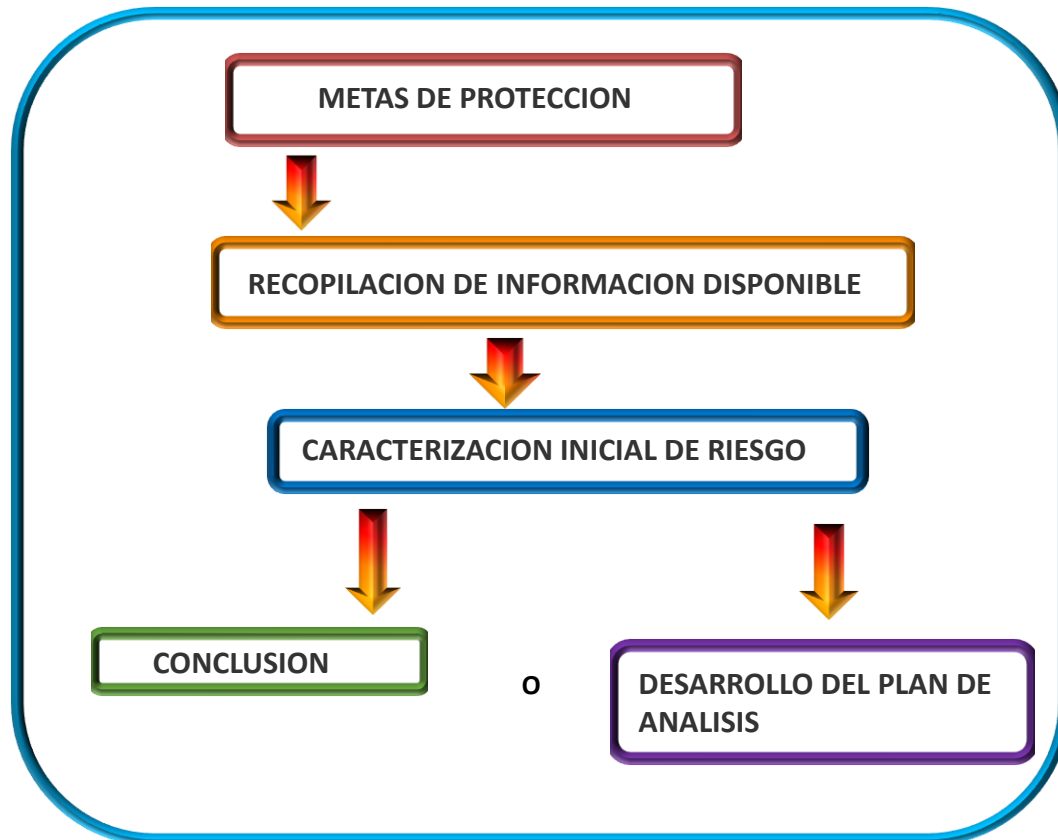 METAS DE PROTECCION
RECOPILACION DE INFORMACION DISPONIBLE
CARACTERIZACION INICIAL DE RIESGO
CONCLUSION
O
DESARROLLO DEL PLAN DE
ANALISIS